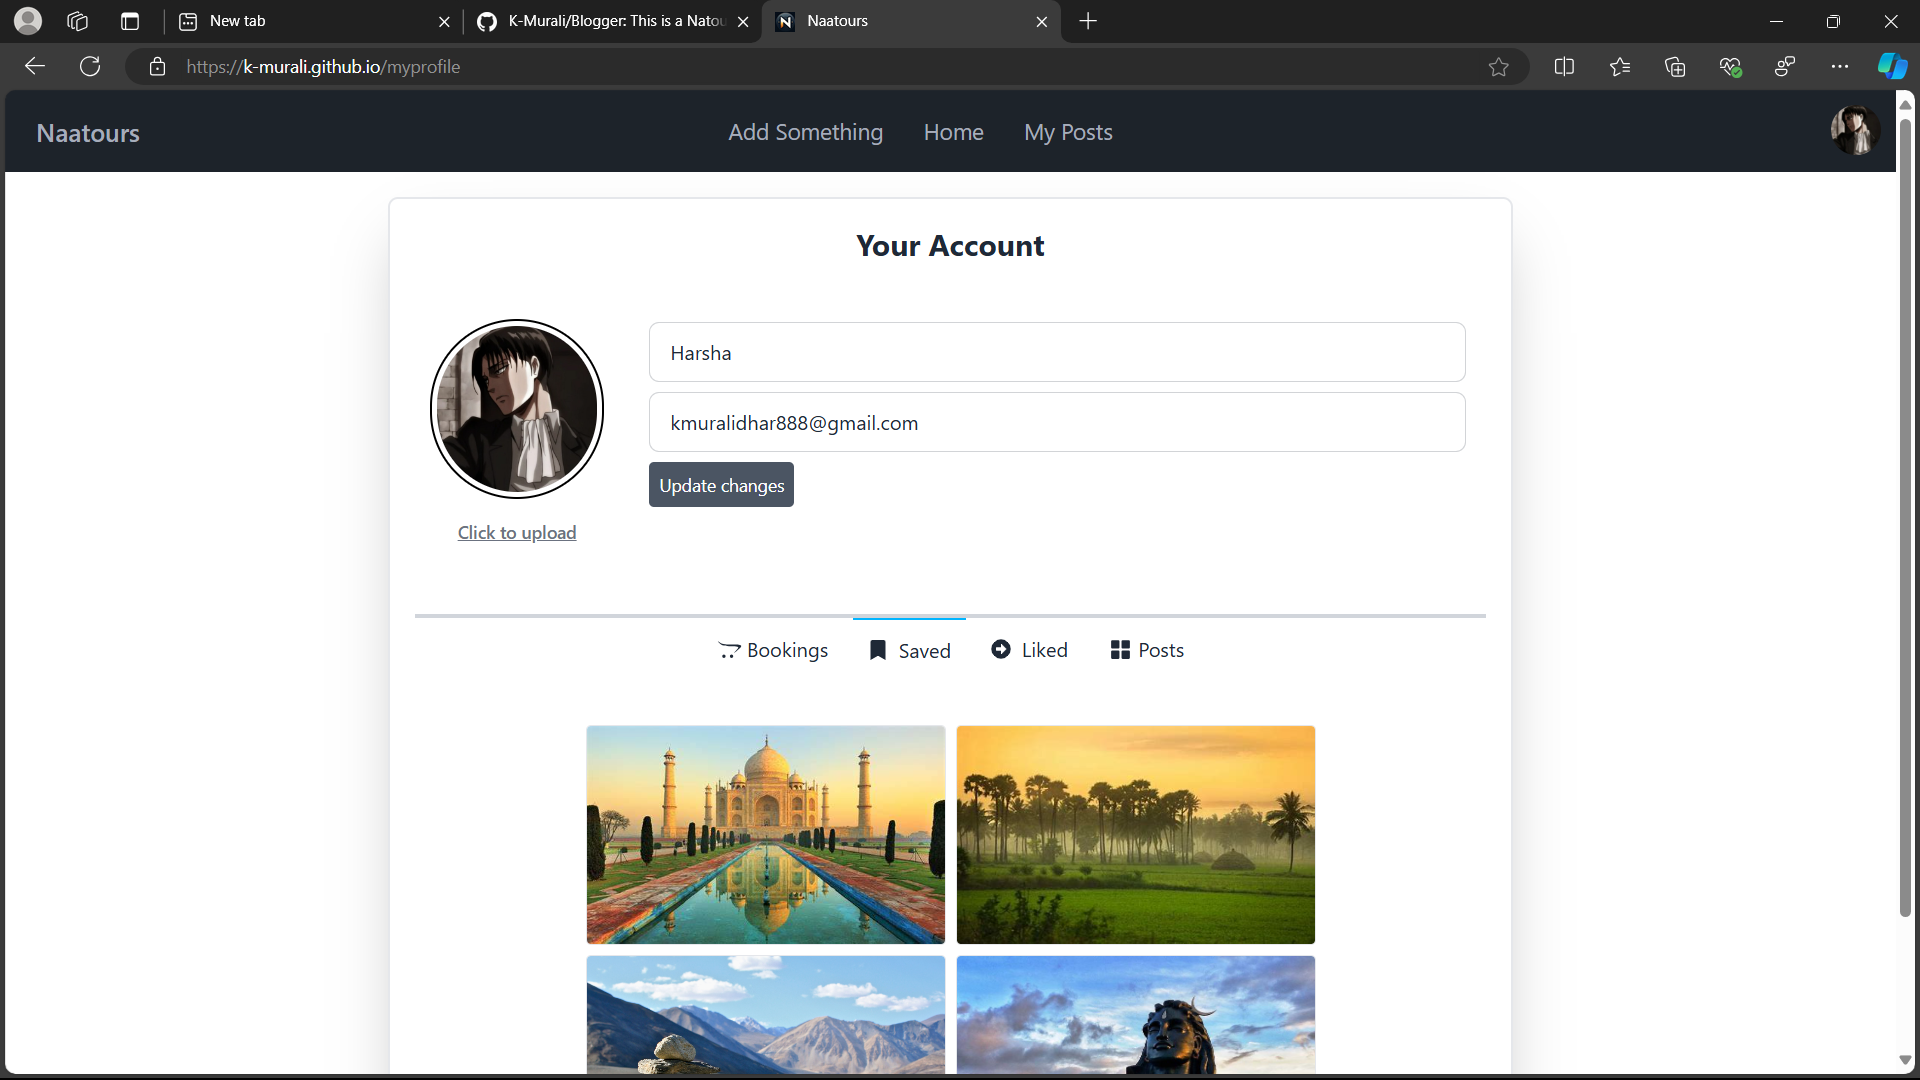 New tab
K-Murali/Blogger: This is a Natou
Naatours
https://k-murali.github.io/myprofile
Naatours
Add Something
Home
My Posts
Your Account
Harsha
kmuralidhar888@gmail.com
Update changes
Click to upload
Bookings
Saved
Liked
Posts